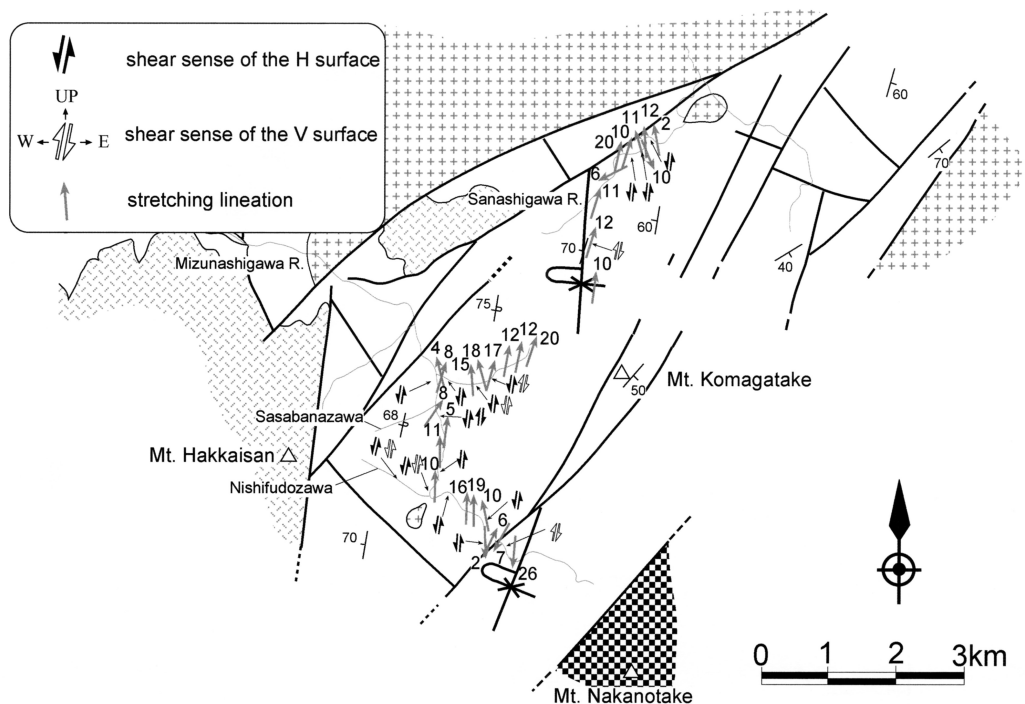 shear sense of the H surface
UP
W E
shear sense of the V surface
stretching lineation
60
12
11
2
10
20
70
10
6
Sanashigawa R.
11
60
12
70
Mizunashigawa R.
10
40
75
12 12
20
4
8
18
17
15
Mt. Komagatake
50
8
5
Sasabanazawa
68
11
Mt. Hakkaisan
10
Nishifudozawa
16 19
10
6
70
2
7
26
0 1 2 3km
Mt. Nakanotake